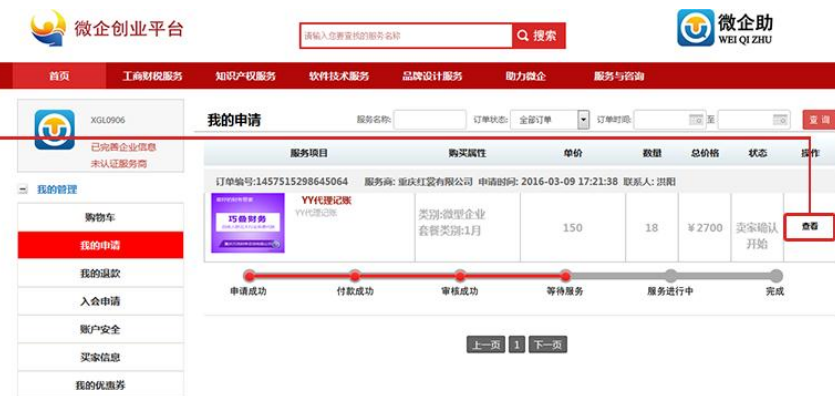 微企创业平台
请输入您要查找的服务名称
搜索
微企助
WEI QI ZHU
首页 工商财税服务 知识产权服务 软件技术服务 品牌设计服务 助力微企 服务与咨询
XGL0906
已完善企业信息
未认证服务商
我的申请 服务名称: 订单状态: 全部订单 订单时间: 至 查 询
服务项目 购买属性 单价 数量 总价格 状态 操作
我的管理
订单编号:1457515298645064 服务商: 重庆红裳有限公司 申请时间: 2016-03-09 17:21:38 联系人: 洪阳
购物车
我的申请
我的退款
入会申请
账户安全
买家信息
我的优惠券
巧叠财务
YY代理记账
YY代理记账
类别:微型企业
套餐类别:1月
150
18
¥2700
卖家确认
开始
查看
申请成功 付款成功 审核成功 等待服务 服务进行中 完成
上一页 1 下一页